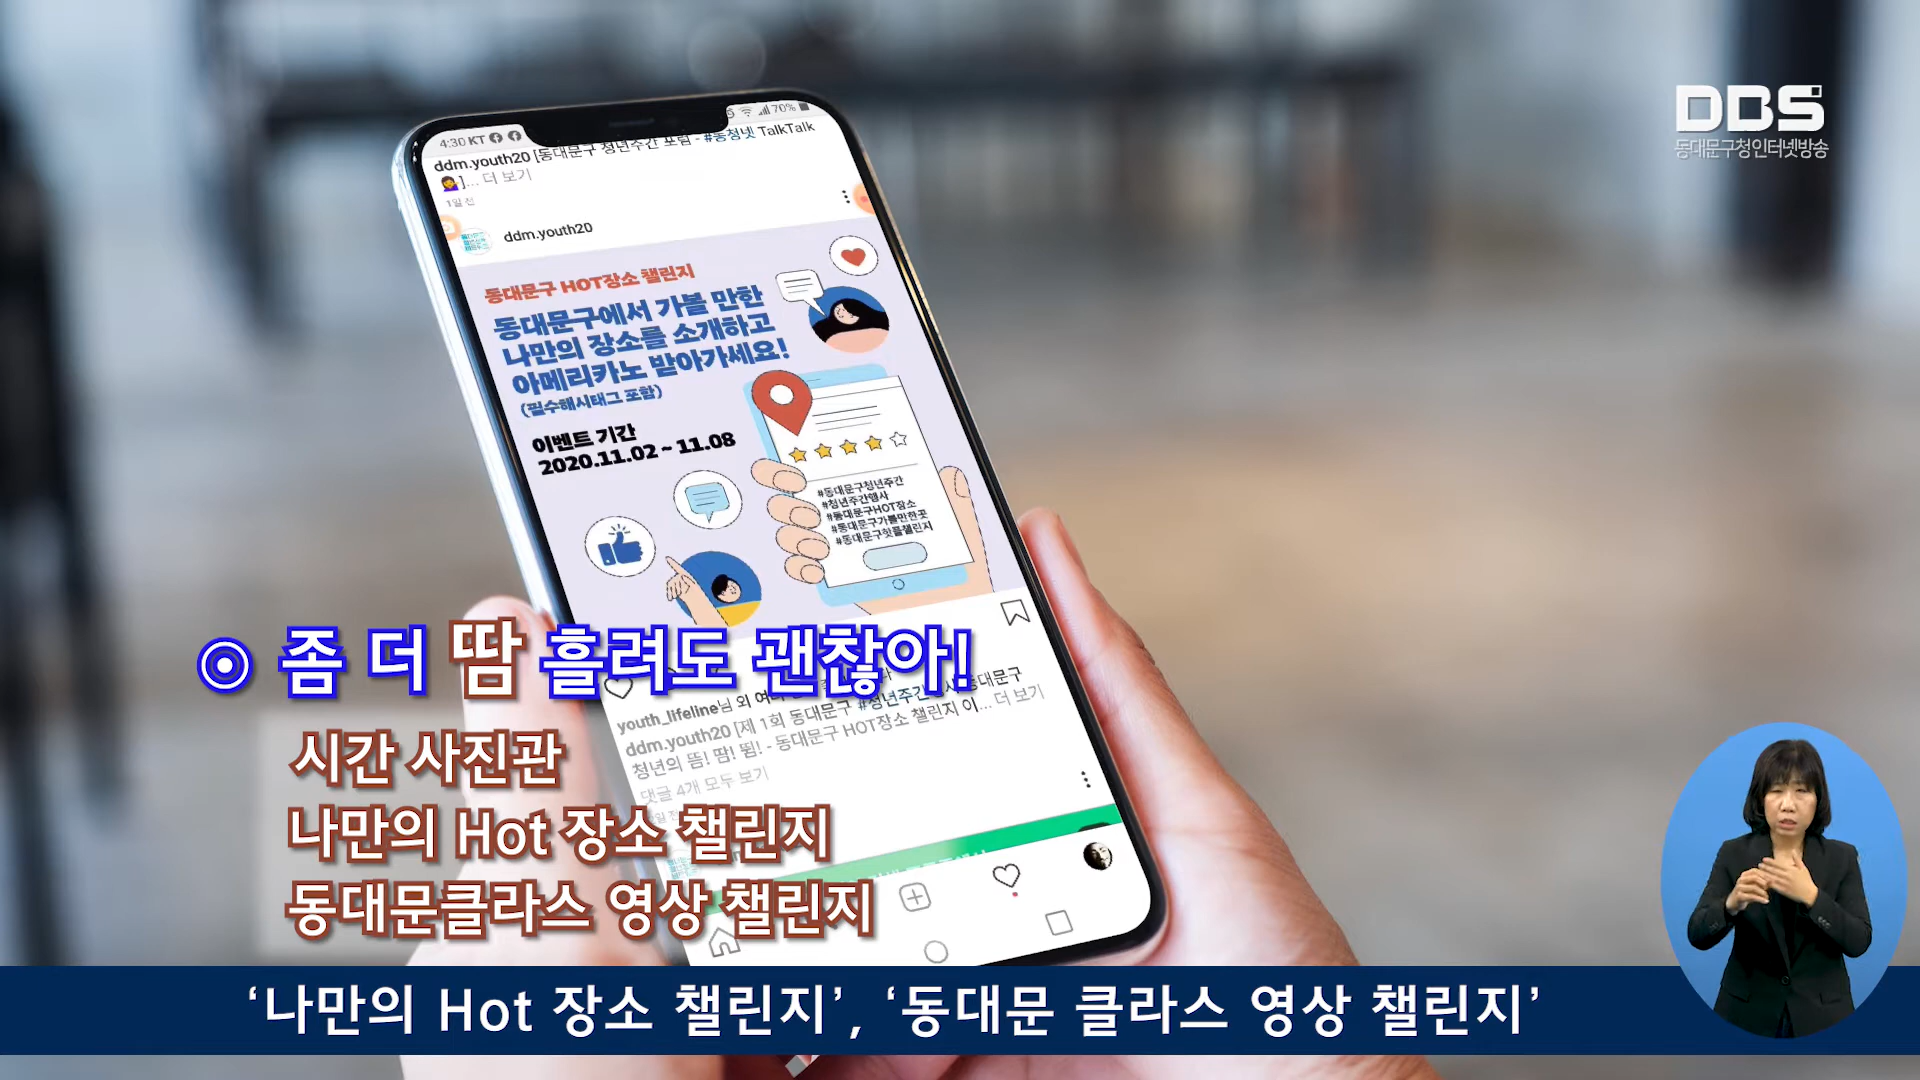 DBS
동대문구청인터넷방송
4:30 KT
70%
ddm.youth20 [동대문구 청년주간 포럼 - #동청넷 TalkTalk
]... 더 보기
1일 전
ddm.youth20
동대문구 HOT장소 챌린지
동대문구에서 가볼 만한
나만의 장소를 소개하고
아메리카노 받아가세요!
(필수해시태그 포함)
이벤트 기간
2020.11.02 ~ 11.08
#동대문구청년주간
#청년주간행사
#동대문구HOT장소
#동대문구가볼만한곳
#동대문구핫플챌린지
◎ 좀 더 땀 흘려도 괜찮아!
youth_lifeline님 외
ddm.youth20 [제 1회 동대문구 #청년주간 동대문구
청년의 뜸! 땀! 뜀! - 동대문구 HOT장소 챌린지 이... 더 보기
댓글 4개 모두 보기
시간 사진관
나만의 Hot 장소 챌린지
동대문클라스 영상 챌린지
‘나만의 Hot 장소 챌린지’, ‘동대문 클라스 영상 챌린지’